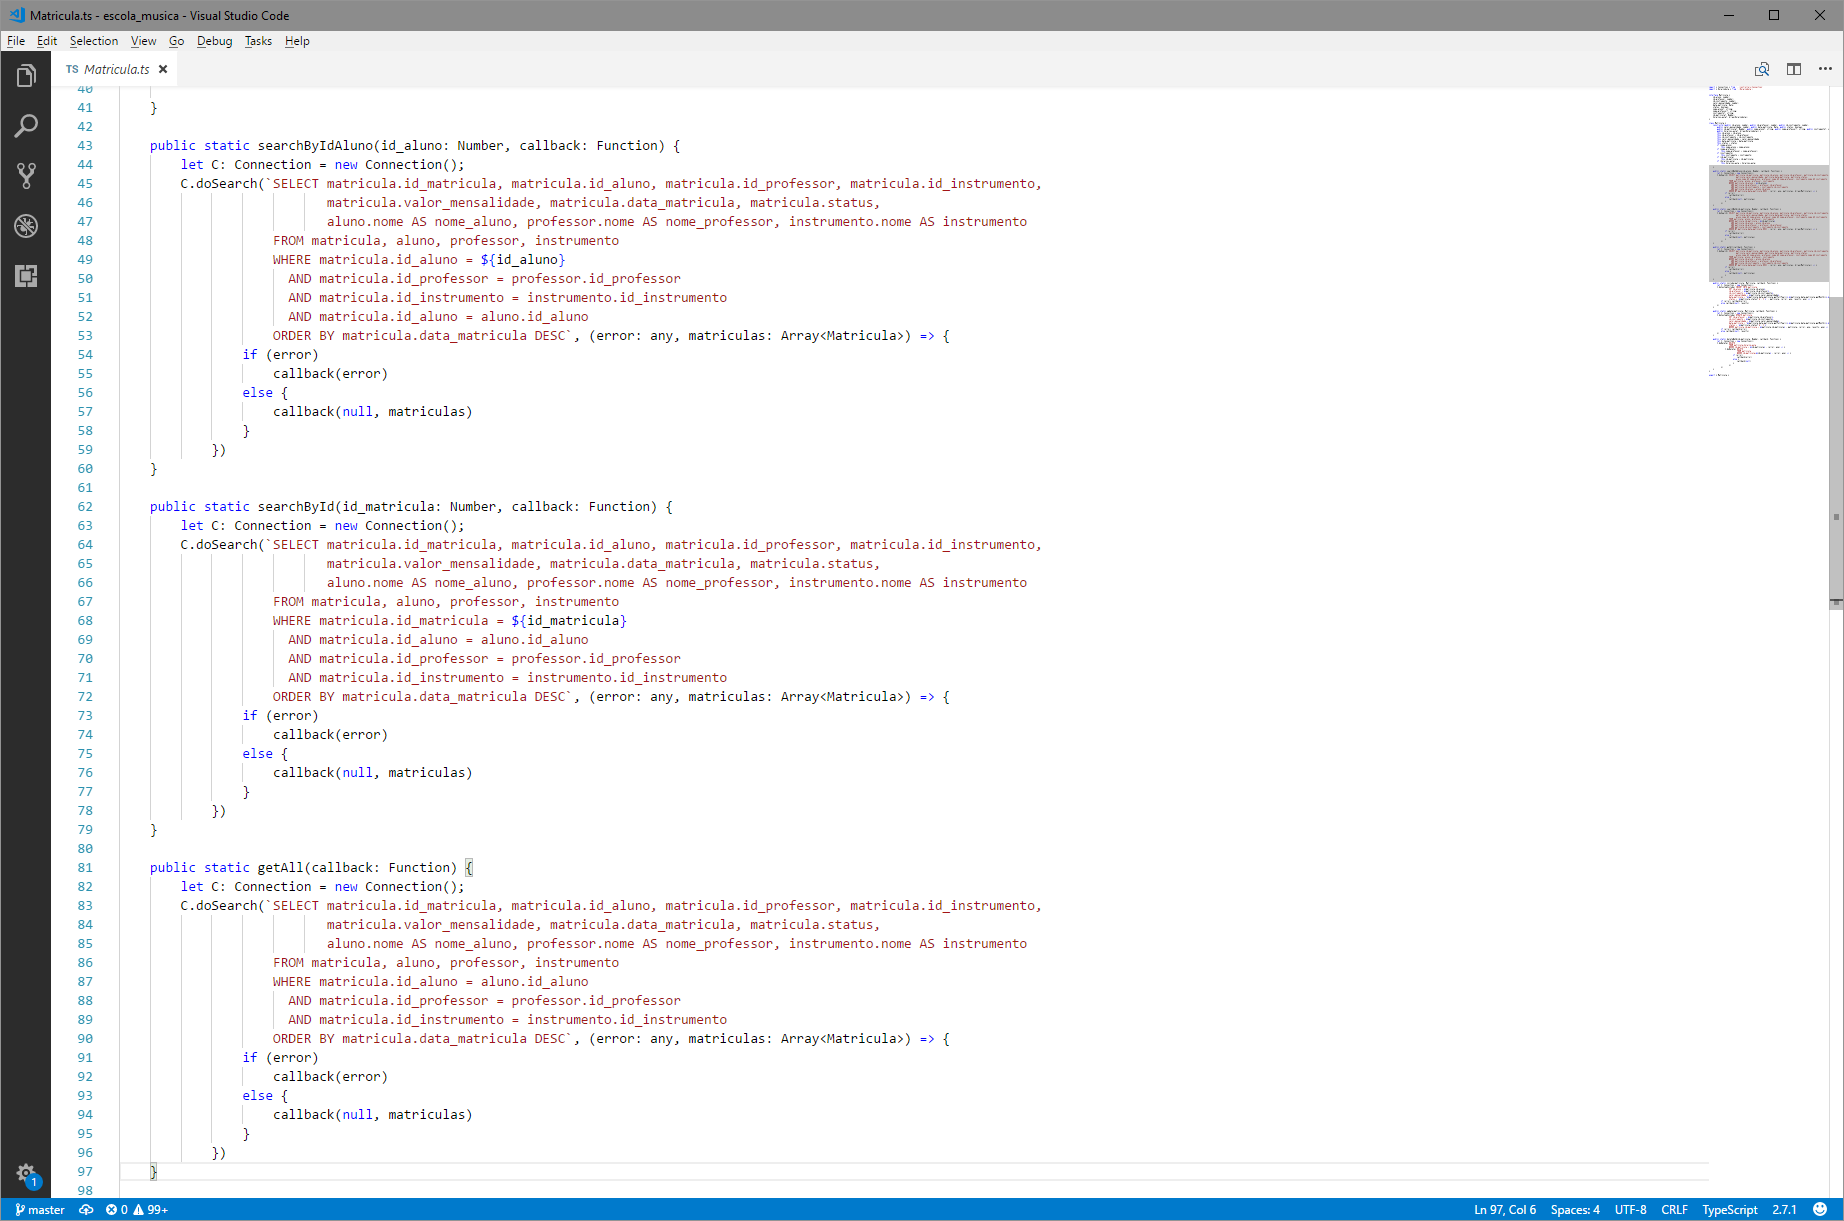 Matricula.ts - escola_musica - Visual Studio Code
File Edit Selection View Go Debug Tasks Help
TS Matricula.ts
40
41 }
42
43 public static searchByIdAluno(id_aluno: Number, callback: Function) {
44 let C: Connection = new Connection();
45 C.doSearch(`SELECT matricula.id_matricula, matricula.id_aluno, matricula.id_professor, matricula.id_instrumento,
46 matricula.valor_mensalidade, matricula.data_matricula, matricula.status,
47 aluno.nome AS nome_aluno, professor.nome AS nome_professor, instrumento.nome AS instrumento
48 FROM matricula, aluno, professor, instrumento
49 WHERE matricula.id_aluno = ${id_aluno}
50 AND matricula.id_professor = professor.id_professor
51 AND matricula.id_instrumento = instrumento.id_instrumento
52 AND matricula.id_aluno = aluno.id_aluno
53 ORDER BY matricula.data_matricula DESC`, (error: any, matriculas: Array<Matricula>) => {
54 if (error)
55 callback(error)
56 else {
57 callback(null, matriculas)
58 }
59 })
60 }
61
62 public static searchById(id_matricula: Number, callback: Function) {
63 let C: Connection = new Connection();
64 C.doSearch(`SELECT matricula.id_matricula, matricula.id_aluno, matricula.id_professor, matricula.id_instrumento,
65 matricula.valor_mensalidade, matricula.data_matricula, matricula.status,
66 aluno.nome AS nome_aluno, professor.nome AS nome_professor, instrumento.nome AS instrumento
67 FROM matricula, aluno, professor, instrumento
68 WHERE matricula.id_matricula = ${id_matricula}
69 AND matricula.id_aluno = aluno.id_aluno
70 AND matricula.id_professor = professor.id_professor
71 AND matricula.id_instrumento = instrumento.id_instrumento
72 ORDER BY matricula.data_matricula DESC`, (error: any, matriculas: Array<Matricula>) => {
73 if (error)
74 callback(error)
75 else {
76 callback(null, matriculas)
77 }
78 })
79 }
80
81 public static getAll(callback: Function) {
82 let C: Connection = new Connection();
83 C.doSearch(`SELECT matricula.id_matricula, matricula.id_aluno, matricula.id_professor, matricula.id_instrumento,
84 matricula.valor_mensalidade, matricula.data_matricula, matricula.status,
85 aluno.nome AS nome_aluno, professor.nome AS nome_professor, instrumento.nome AS instrumento
86 FROM matricula, aluno, professor, instrumento
87 WHERE matricula.id_aluno = aluno.id_aluno
88 AND matricula.id_professor = professor.id_professor
89 AND matricula.id_instrumento = instrumento.id_instrumento
90 ORDER BY matricula.data_matricula DESC`, (error: any, matriculas: Array<Matricula>) => {
91 if (error)
92 callback(error)
93 else {
94 callback(null, matriculas)
95 }
96 })
97 }
98
1
master 0 99+ Ln 97, Col 6 Spaces: 4 UTF-8 CRLF TypeScript 2.7.1